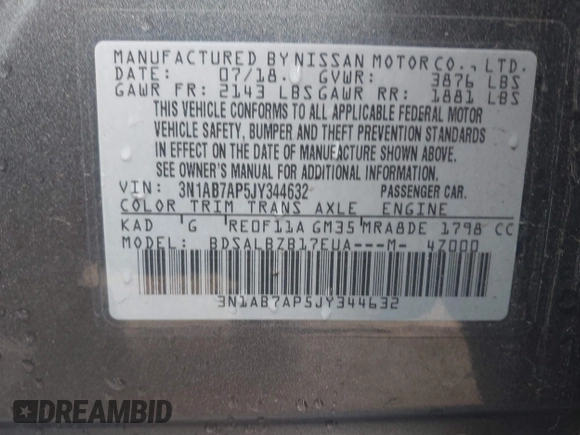 MANUFACTURED BY NISSAN MOTOR CO., LTD.
DATE: 07/18 GVWR: 3876 LBS
GAWR FR: 2143 LBS GAWR RR: 1881 LBS
THIS VEHICLE CONFORMS TO ALL APPLICABLE FEDERAL MOTOR
VEHICLE SAFETY, BUMPER AND THEFT PREVENTION STANDARDS
IN EFFECT ON THE DATE OF MANUFACTURE SHOWN ABOVE.
SEE OWNER'S MANUAL FOR ADDITIONAL INFORMATION.
VIN: 3N1AB7AP5JY344632 PASSENGER CAR.
COLOR TRIM TRANS AXLE ENGINE
KAD G RE0F11A GM35 MRA8DE 1798 CC
MODEL: BDSALBZB17EUA---M- 4Z000
3N1AB7AP5JY344632
DREAMBID